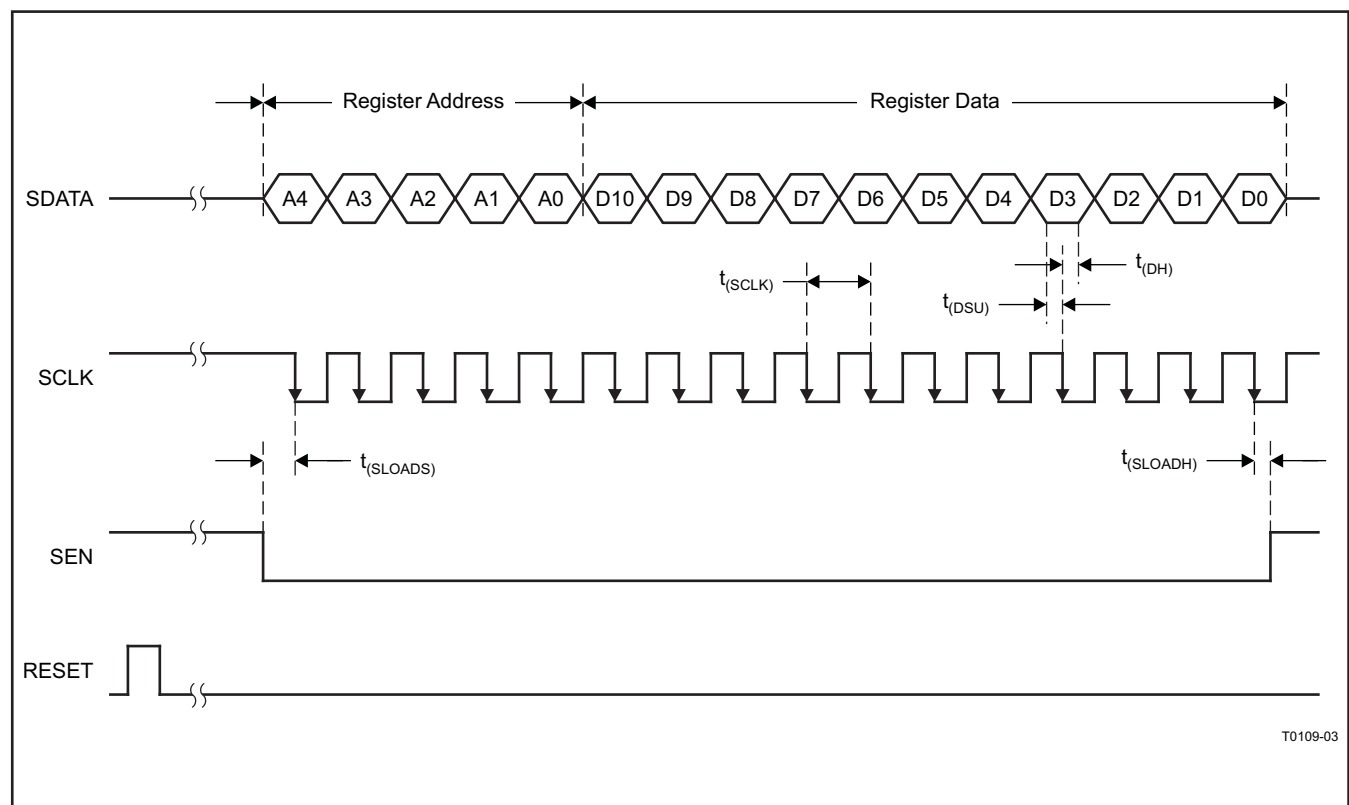 Register Address
Register Data
SDATA
A4 A3 A2 A1 A0 D10 D9 D8 D7 D6 D5 D4 D3 D2 D1 D0
t(DH)
t(SCLK)
t(DSU)
SCLK
t(SLOADS)
t(SLOADH)
SEN
RESET
T0109-03